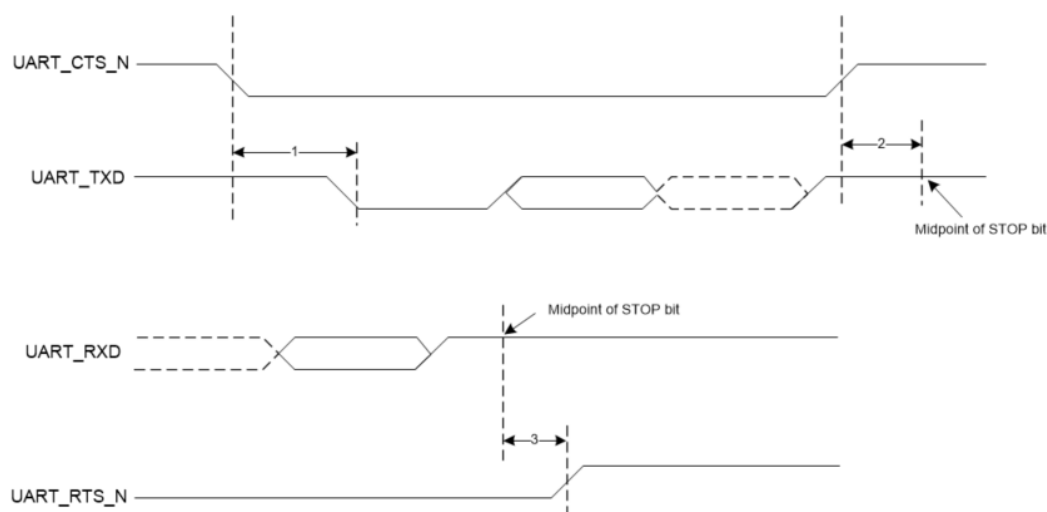 UART_CTS_N
1
2
UART_TXD
Midpoint of STOP bit
Midpoint of STOP bit
UART_RXD
3
UART_RTS_N